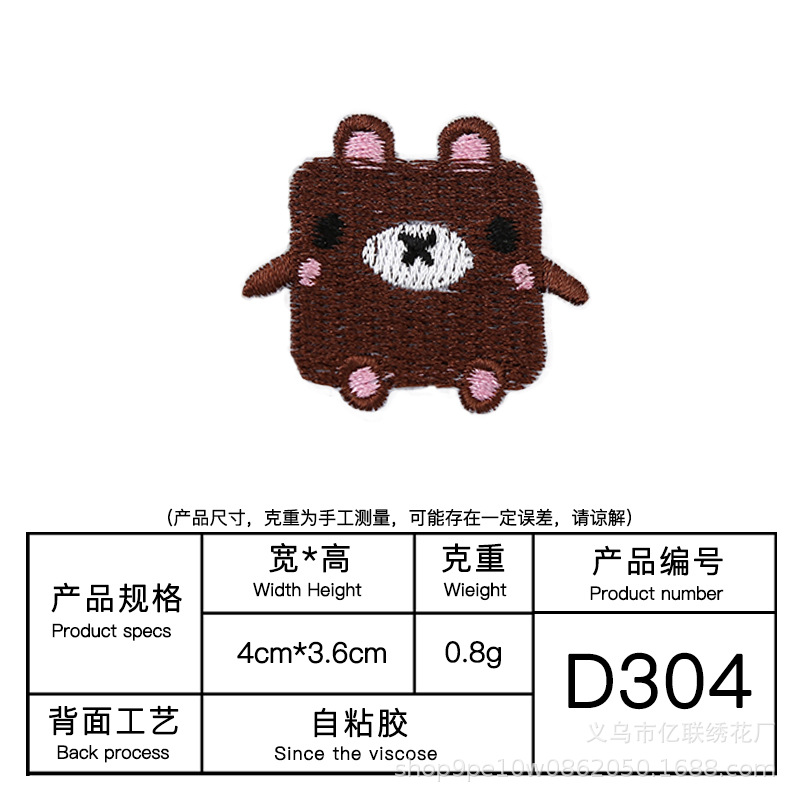 （产品尺寸，克重为手工测量，可能存在一定误差，请谅解）
产品规格
Product specs
宽*高
Width Height
克重
Wieight
产品编号
Product number
4cm*3.6cm
0.8g
D304
背面工艺
Back process
自粘胶
Since the viscose
义乌市亿联绣花厂
shop9pe10w0862050.1688.com